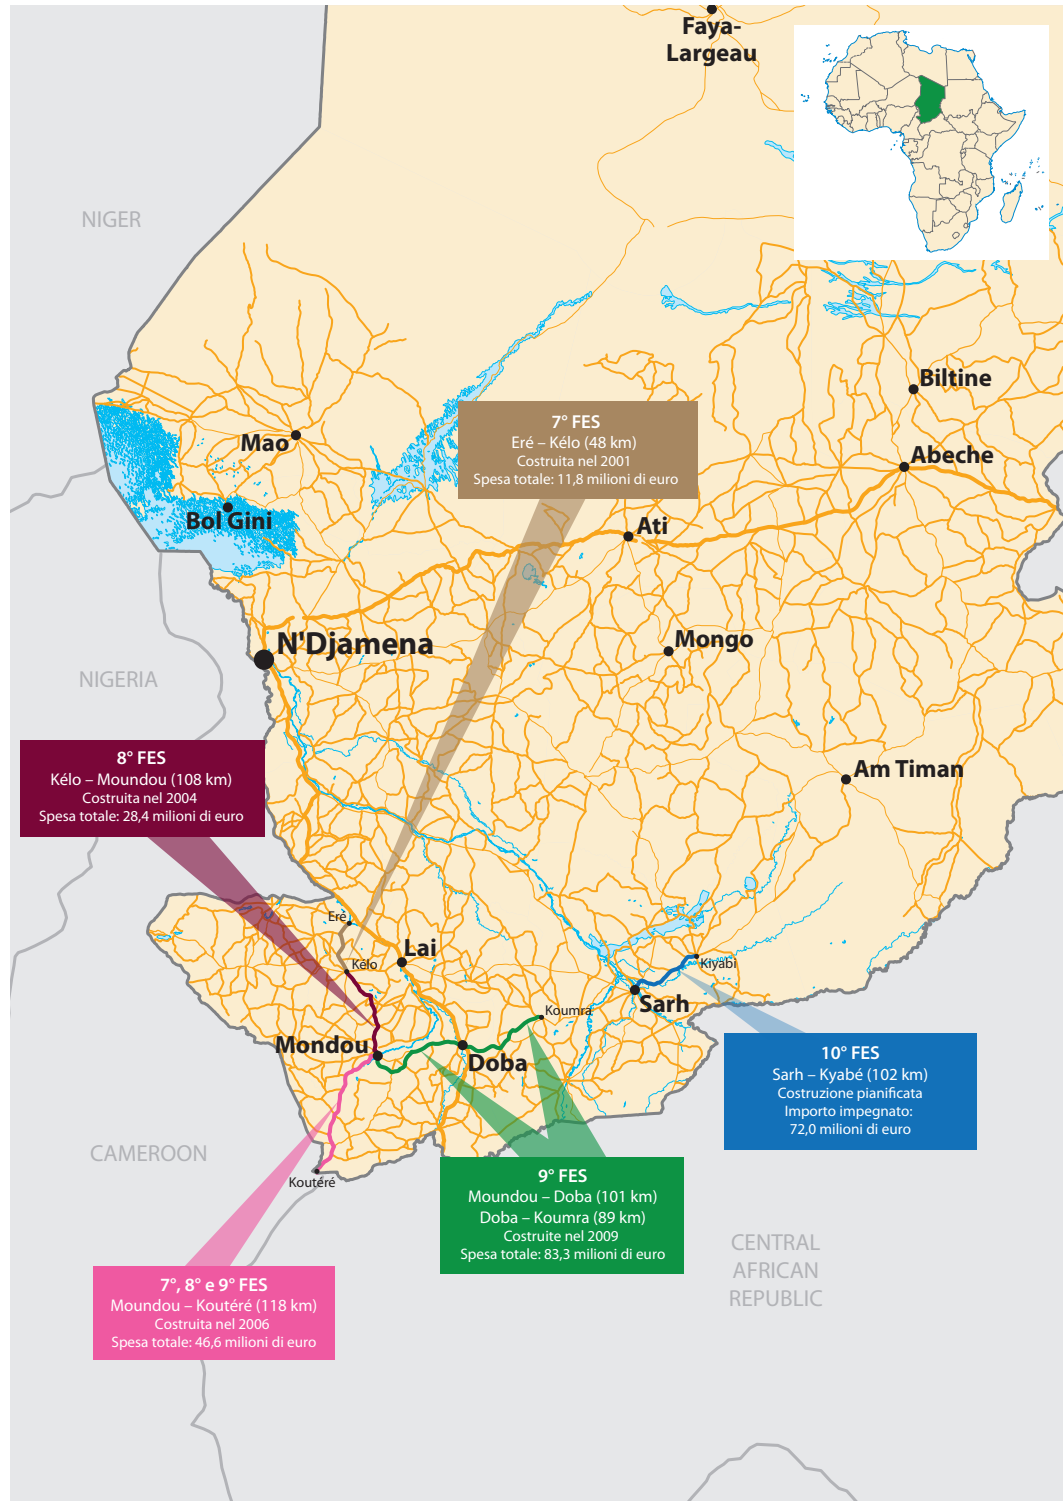 Faya-
Largeau
NIGER
Biltine
7° FES
Eré – Kélo (48 km)
Costruita nel 2001
Spesa totale: 11,8 milioni di euro
Mao
Abeche
Bol Gini
Ati
N'Djamena
Mongo
NIGERIA
8° FES
Kélo – Moundou (108 km)
Costruita nel 2004
Spesa totale: 28,4 milioni di euro
Am Timan
Eré
Lai
Kélo
Kiyabi
Sarh
Koumra
Mondou
Doba
10° FES
Sarh – Kyabé (102 km)
Costruzione pianificata
Importo impegnato:
72,0 milioni di euro
CAMEROON
Koutéré
9° FES
Moundou – Doba (101 km)
Doba – Koumra (89 km)
Costruite nel 2009
Spesa totale: 83,3 milioni di euro
CENTRAL
AFRICAN
REPUBLIC
7°, 8° e 9° FES
Moundou – Koutéré (118 km)
Costruita nel 2006
Spesa totale: 46,6 milioni di euro